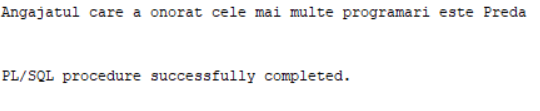 Angajatul care a onorat cele mai multe programari este Preda
PL/SQL procedure successfully completed.